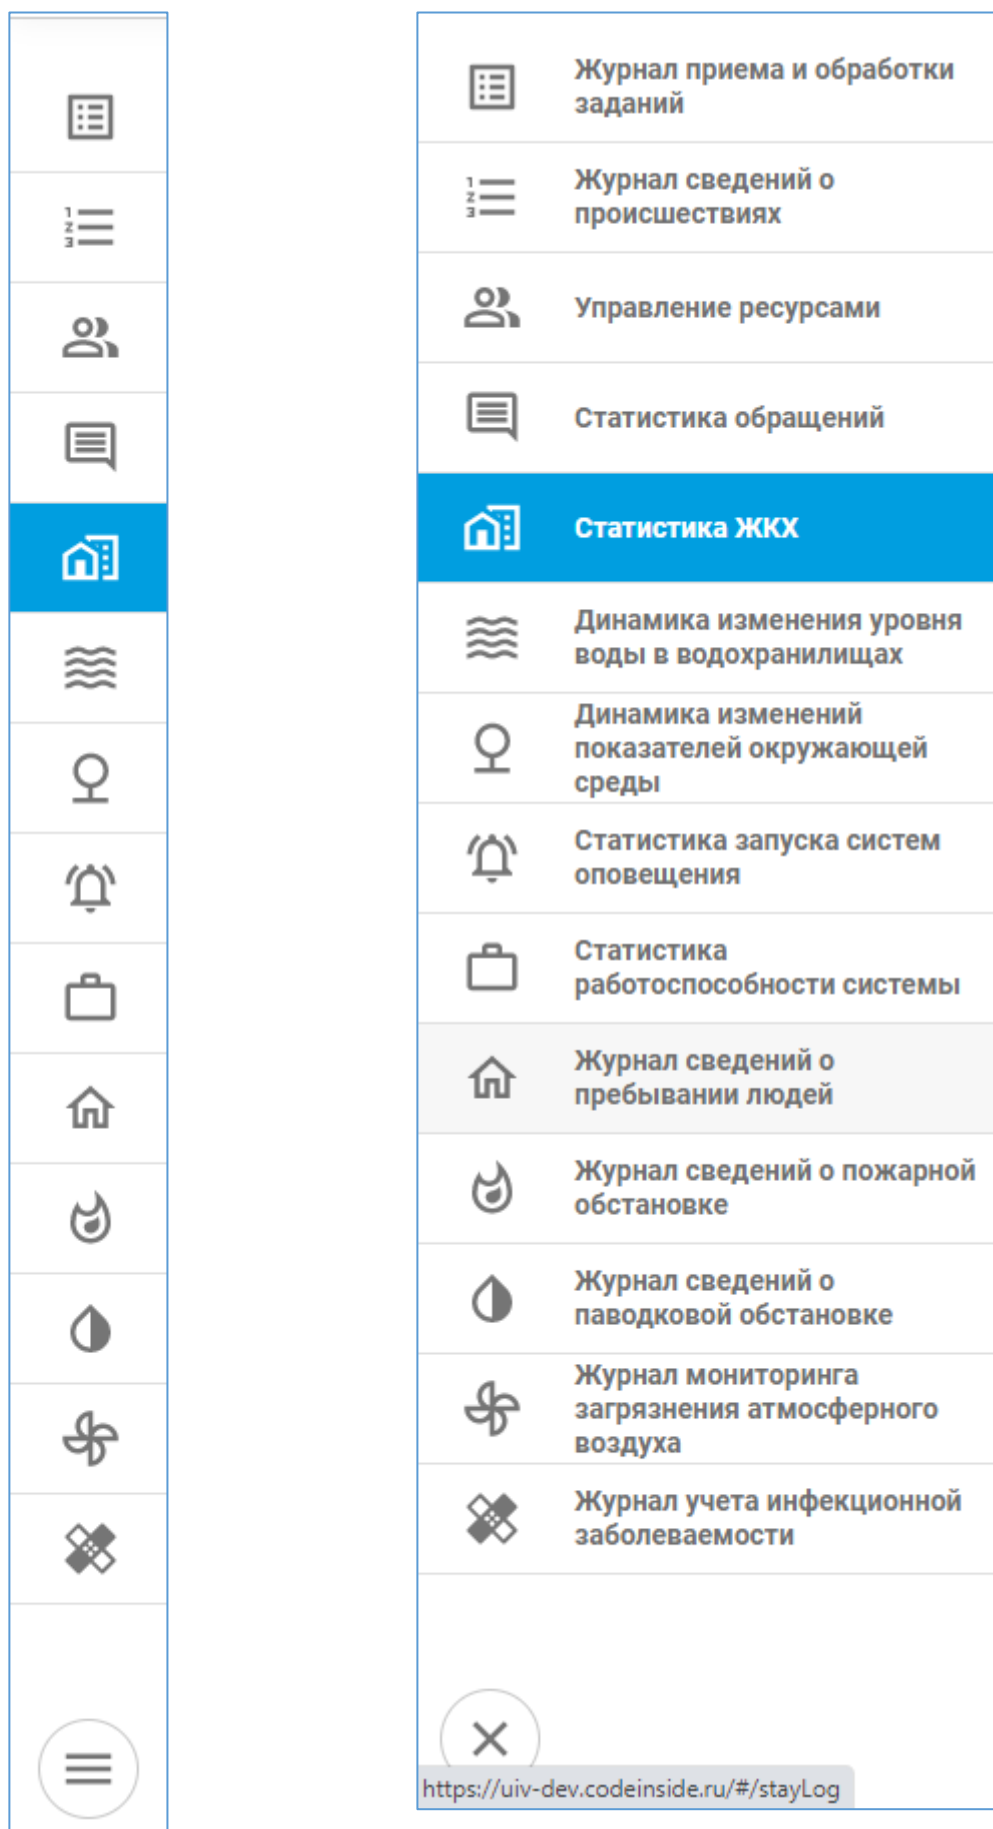 Журнал приема и обработки
заданий
Журнал сведений о
происшествиях
Управление ресурсами
Статистика обращений
Статистика ЖКХ
Динамика изменения уровня
воды в водохранилищах
Динамика изменений
показателей окружающей
среды
Статистика запуска систем
оповещения
Статистика
работоспособности системы
Журнал сведений о
пребывании людей
Журнал сведений о пожарной
обстановке
Журнал сведений о
паводковой обстановке
Журнал мониторинга
загрязнения атмосферного
воздуха
Журнал учета инфекционной
заболеваемости
https://uiv-dev.codeinside.ru/#/stayLog